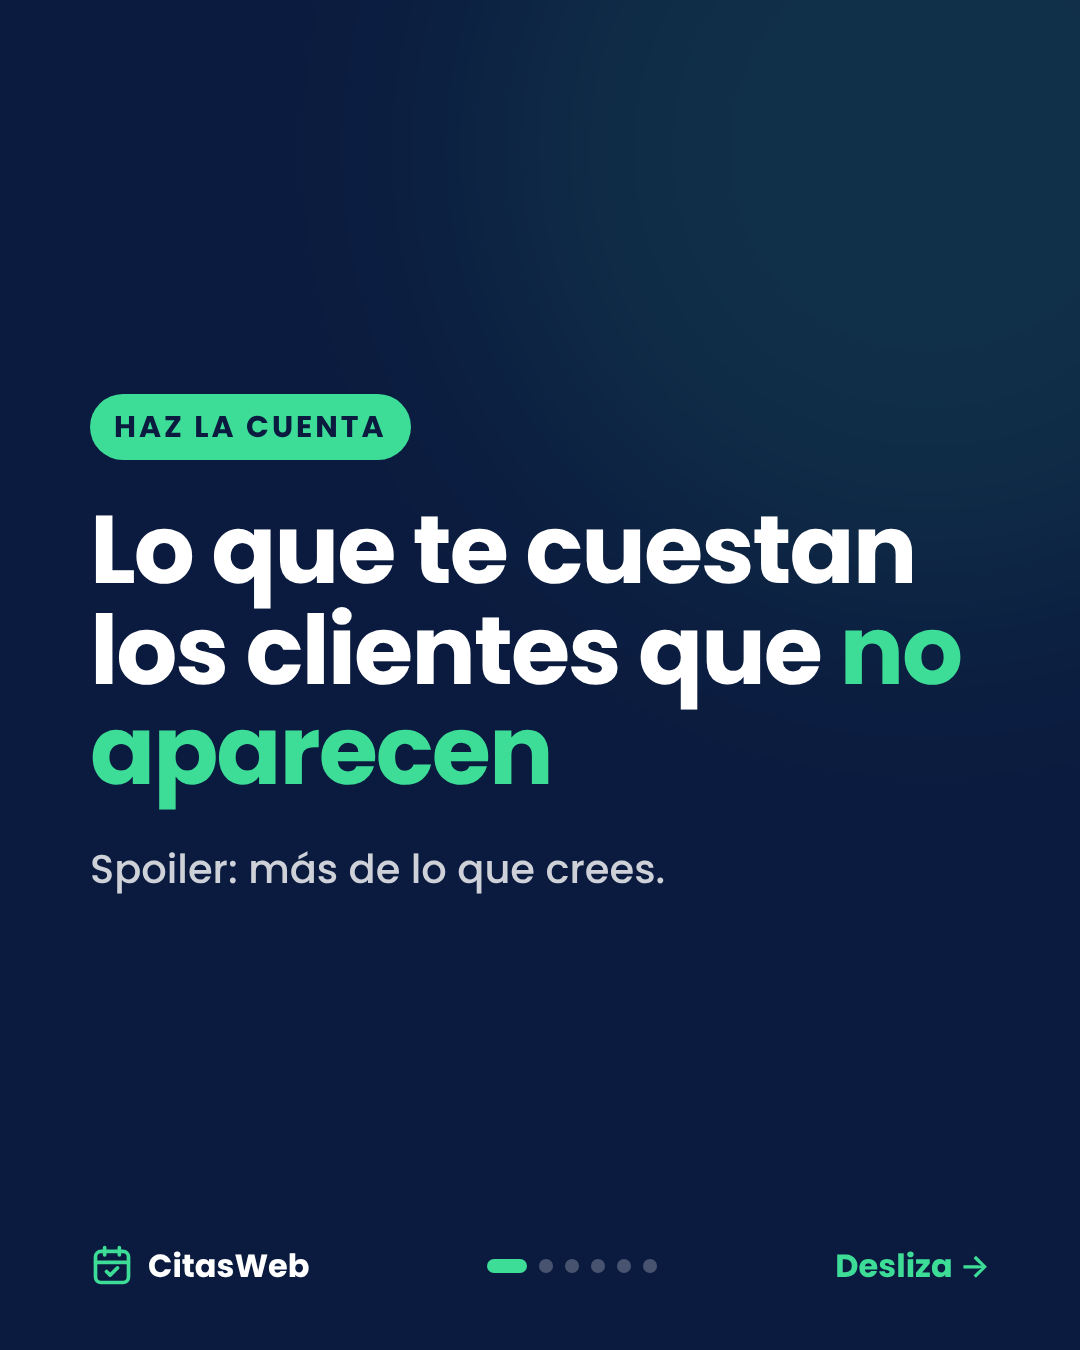 HAZ LA CUENTA
Lo que te cuestan
los clientes que no
aparecen
Spoiler: más de lo que crees.
CitasWeb
Desliza →